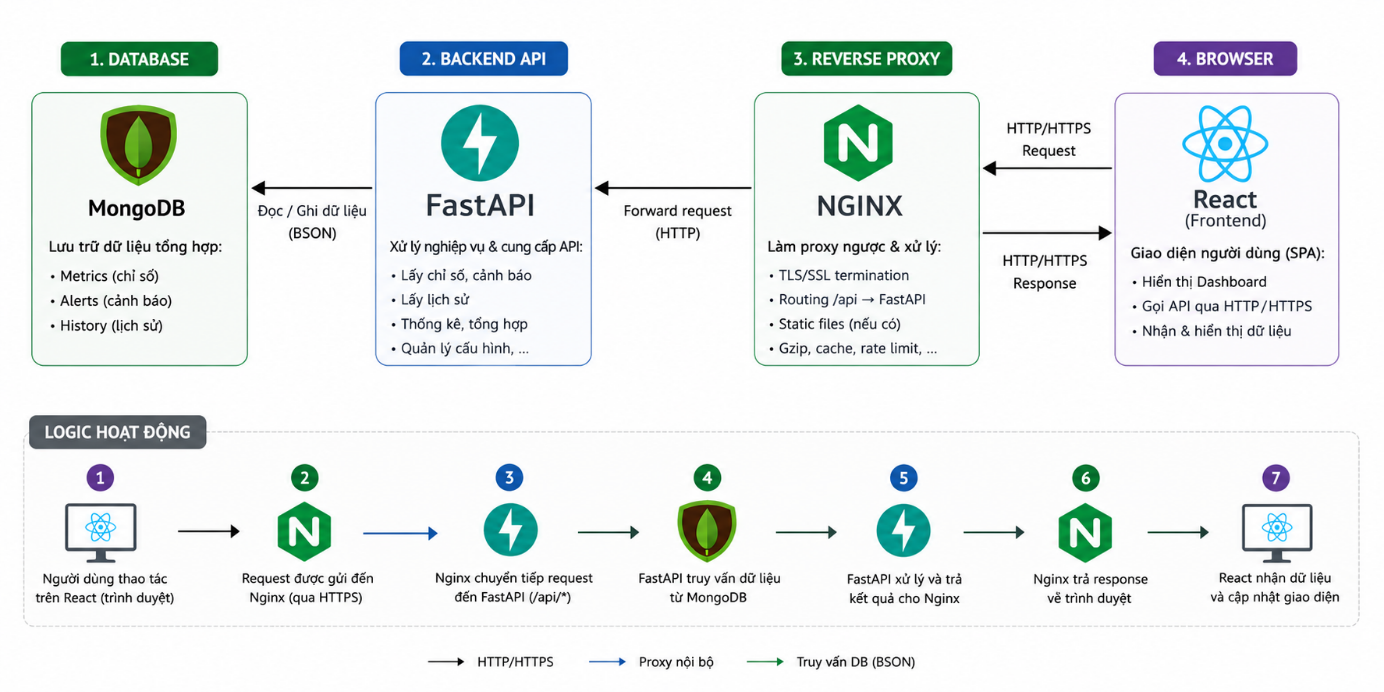 1. DATABASE
MongoDB
Lưu trữ dữ liệu tổng hợp:
• Metrics (chỉ số)
• Alerts (cảnh báo)
• History (lịch sử)
Đọc / Ghi dữ liệu
(BSON)
2. BACKEND API
FastAPI
Xử lý nghiệp vụ & cung cấp API:
• Lấy chỉ số, cảnh báo
• Lấy lịch sử
• Thống kê, tổng hợp
• Quản lý cấu hình, ...
Forward request
(HTTP)
3. REVERSE PROXY
N
NGINX
Làm proxy ngược & xử lý:
• TLS/SSL termination
• Routing /api → FastAPI
• Static files (nếu có)
• Gzip, cache, rate limit, ...
HTTP/HTTPS
Request
HTTP/HTTPS
Response
4. BROWSER
React
(Frontend)
Giao diện người dùng (SPA):
• Hiển thị Dashboard
• Gọi API qua HTTP/HTTPS
• Nhận & hiển thị dữ liệu
LOGIC HOẠT ĐỘNG
1
Người dùng thao tác
trên React (trình duyệt)
2
N
Request được gửi đến
Nginx (qua HTTPS)
3
Nginx chuyển tiếp request
đến FastAPI (/api/*)
4
FastAPI truy vấn dữ liệu
từ MongoDB
5
FastAPI xử lý và trả
kết quả cho Nginx
6
N
Nginx trả response
về trình duyệt
7
React nhận dữ liệu
và cập nhật giao diện
HTTP/HTTPS
Proxy nội bộ
Truy vấn DB (BSON)